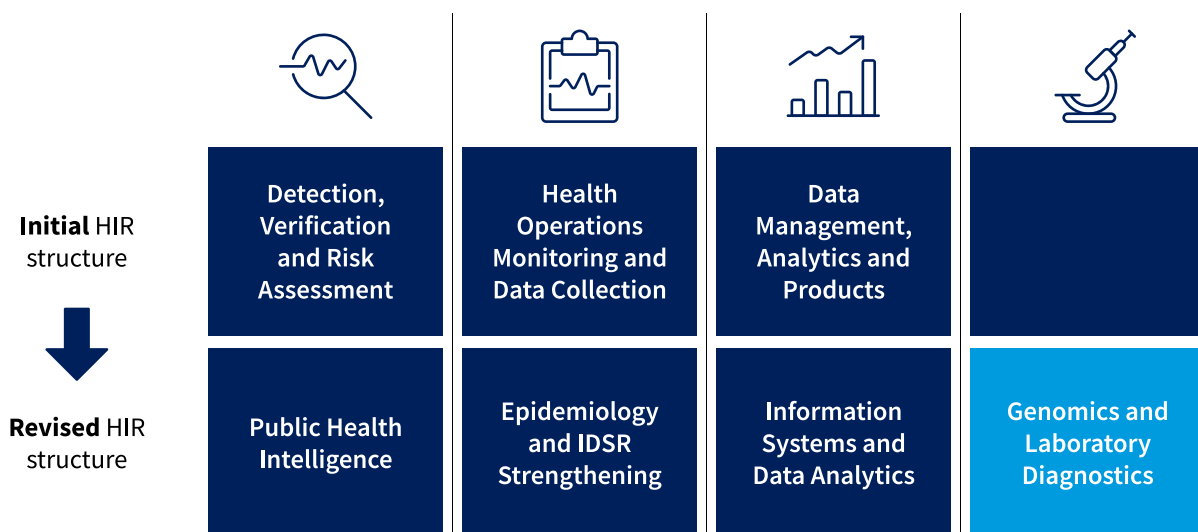 Initial HIR
structure
Detection,
Verification
and Risk
Assessment
Health
Operations
Monitoring and
Data Collection
Data
Management,
Analytics and
Products
Revised HIR
structure
Public Health
Intelligence
Epidemiology
and IDSR
Strengthening
Information
Systems and
Data Analytics
Genomics and
Laboratory
Diagnostics